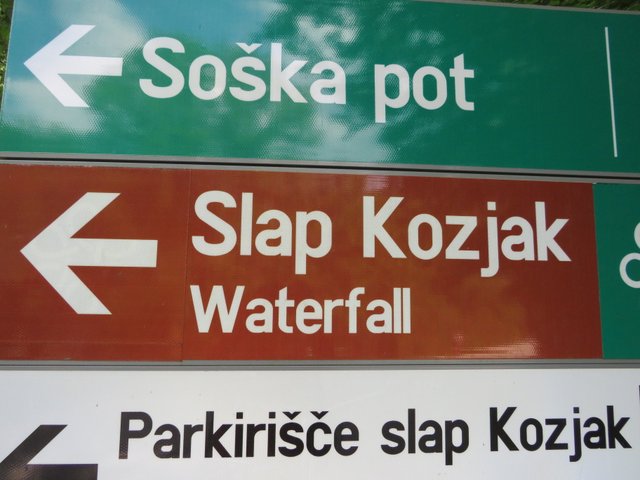 Soška pot
Slap Kozjak
Waterfall
Parkirišče slap Kozjak